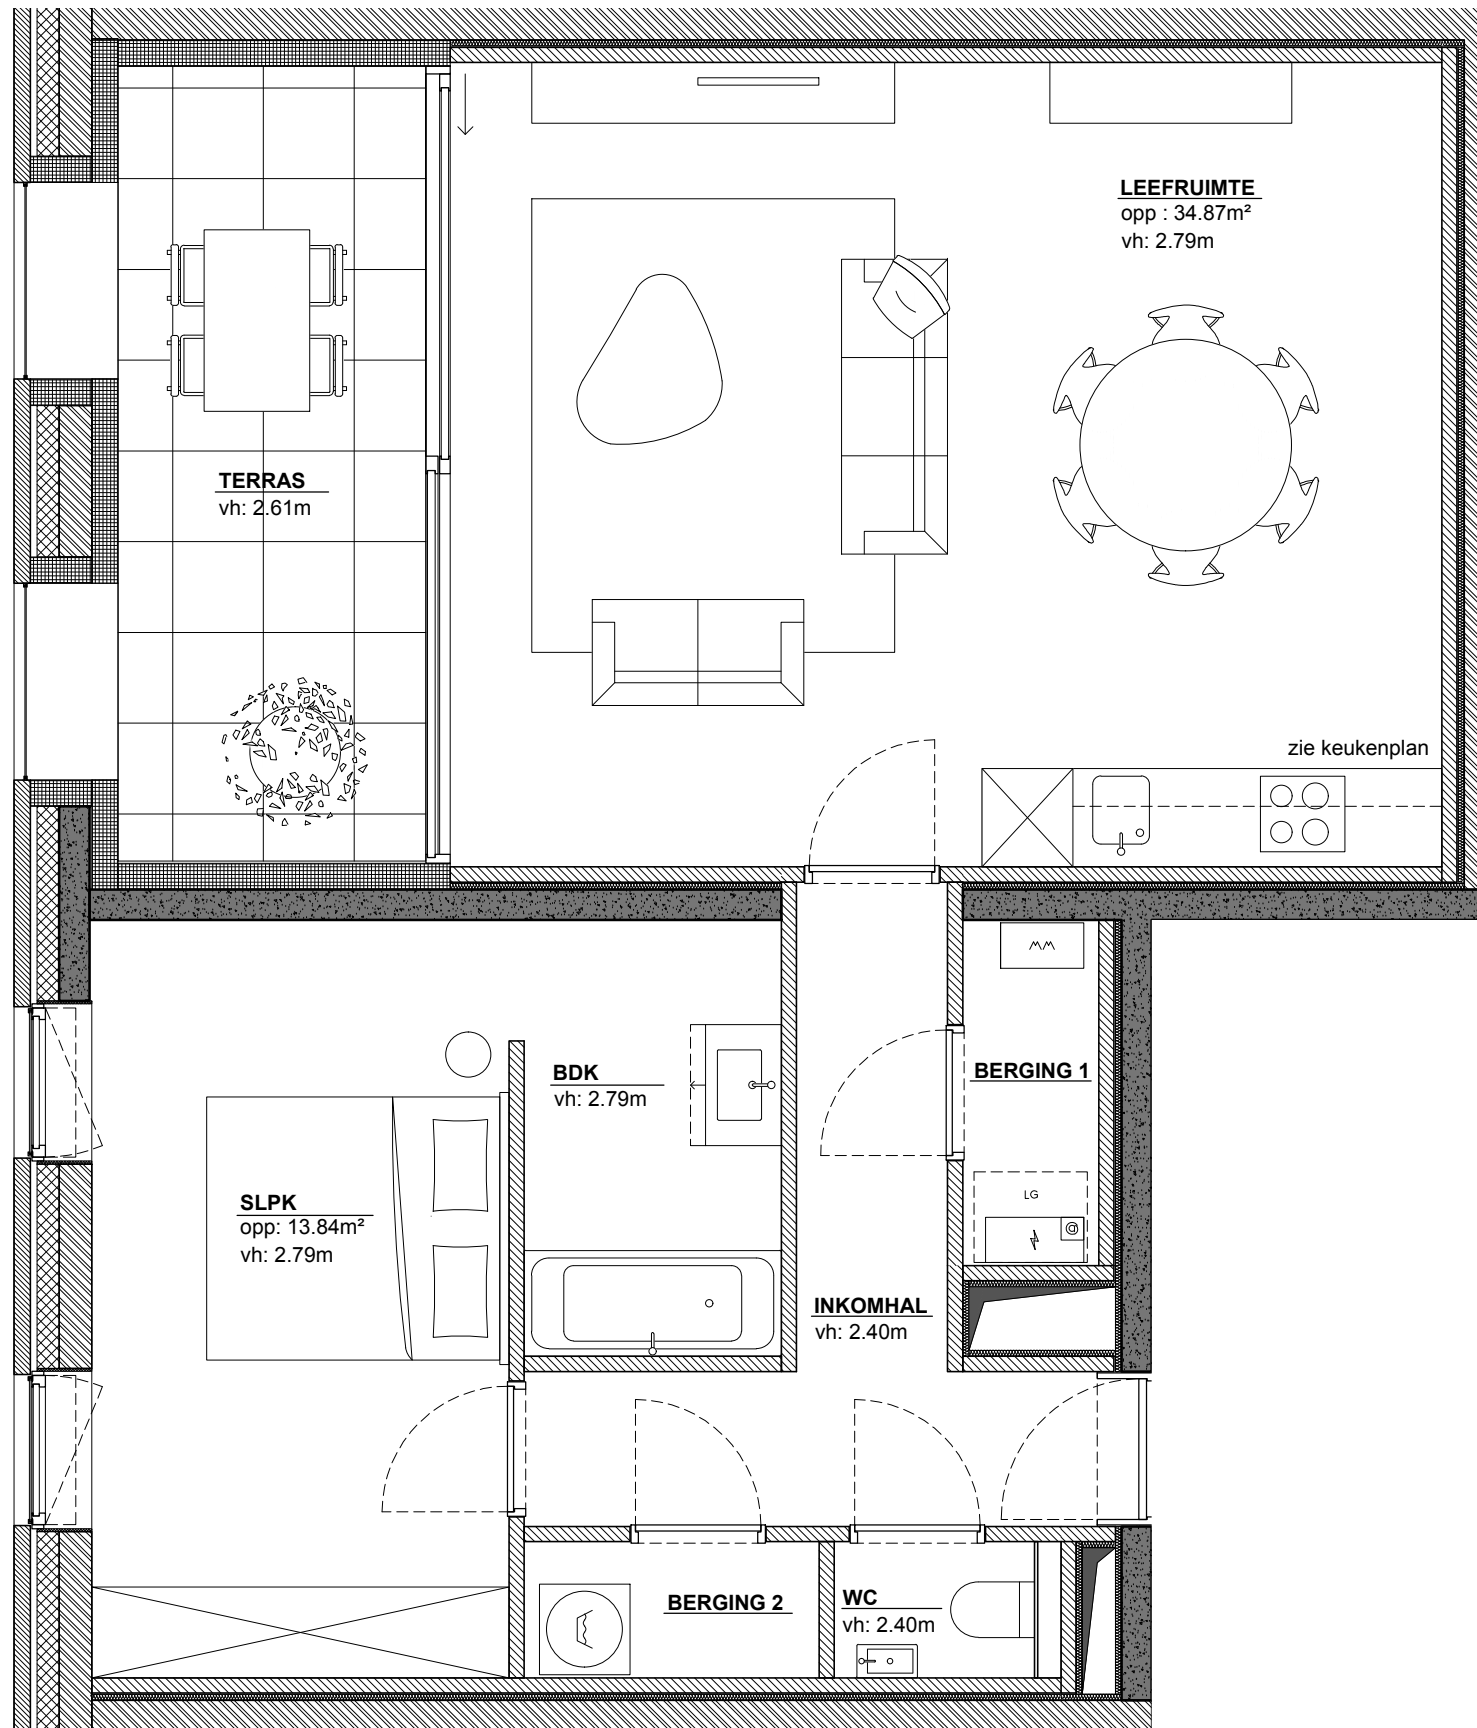 LEEFRUIMTE
opp : 34.87m²
vh: 2.79m
TERRAS
vh: 2.61m
zie keukenplan
BDK
vh: 2.79m
BERGING 1
SLPK
opp: 13.84m²
vh: 2.79m
LG
@
INKOMHAL
vh: 2.40m
BERGING 2
WC
vh: 2.40m